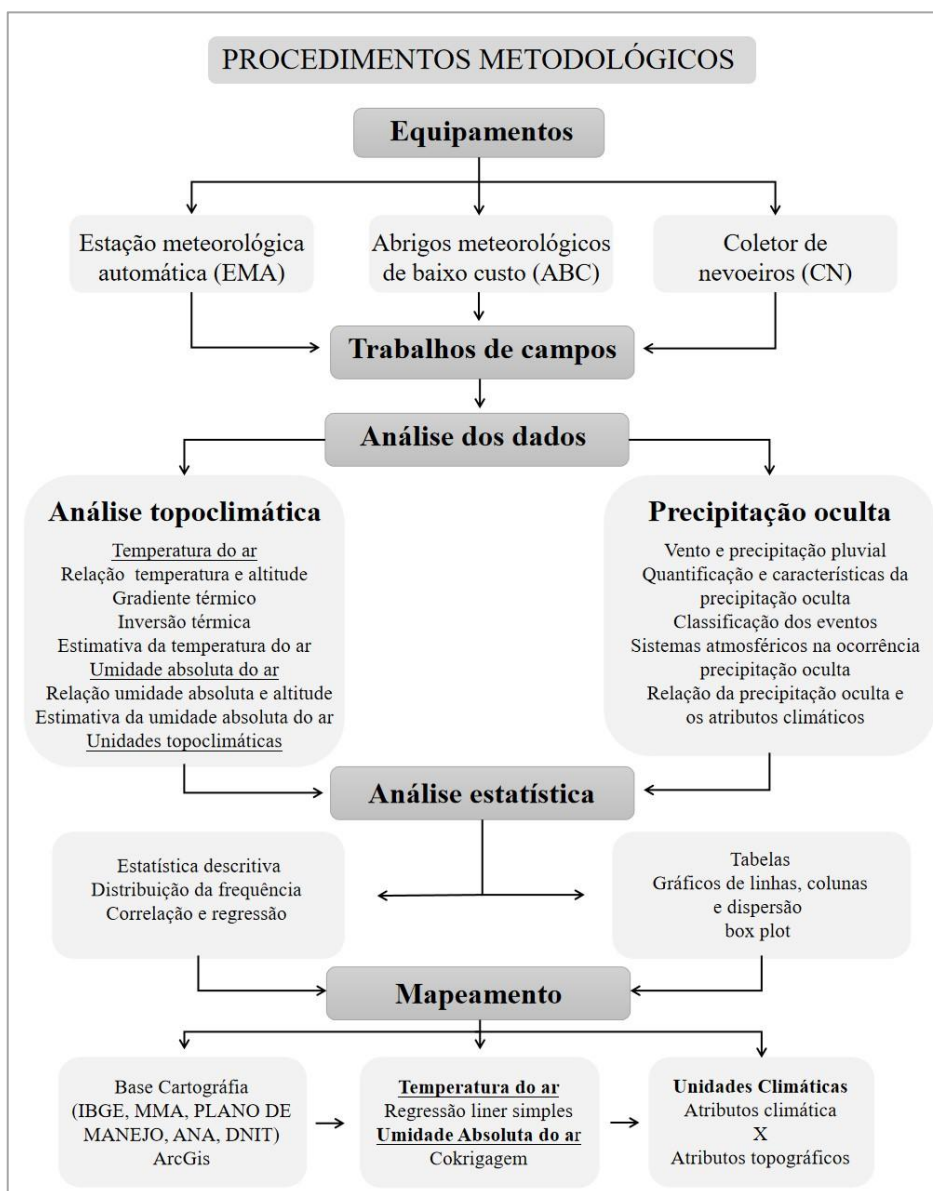 PROCEDIMENTOS METODOLÓGICOS
Equipamentos
Estação meteorológica
automática (EMA)
Abrigos meteorológicos
de baixo custo (ABC)
Coletor de
nevoeiros (CN)
Trabalhos de campos
Análise dos dados
Análise topoclimática
Temperatura do ar
Relação temperatura e altitude
Gradiente térmico
Inversão térmica
Estimativa da temperatura do ar
Umidade absoluta do ar
Relação umidade absoluta e altitude
Estimativa da umidade absoluta do ar
Unidades topoclimáticas
Precipitação oculta
Vento e precipitação pluvial
Quantificação e características da
precipitação oculta
Classificação dos eventos
Sistemas atmosféricos na ocorrência
precipitação oculta
Relação da precipitação oculta e
os atributos climáticos
Análise estatística
Estatística descritiva
Distribuição da frequência
Correlação e regressão
Tabelas
Gráficos de linhas, colunas
e dispersão
box plot
Mapeamento
Base Cartográfia
(IBGE, MMA, PLANO DE
MANEJO, ANA, DNIT)
ArcGis
Temperatura do ar
Regressão liner simples
Umidade Absoluta do ar
Cokrigagem
Unidades Climáticas
Atributos climática
X
Atributos topográficos